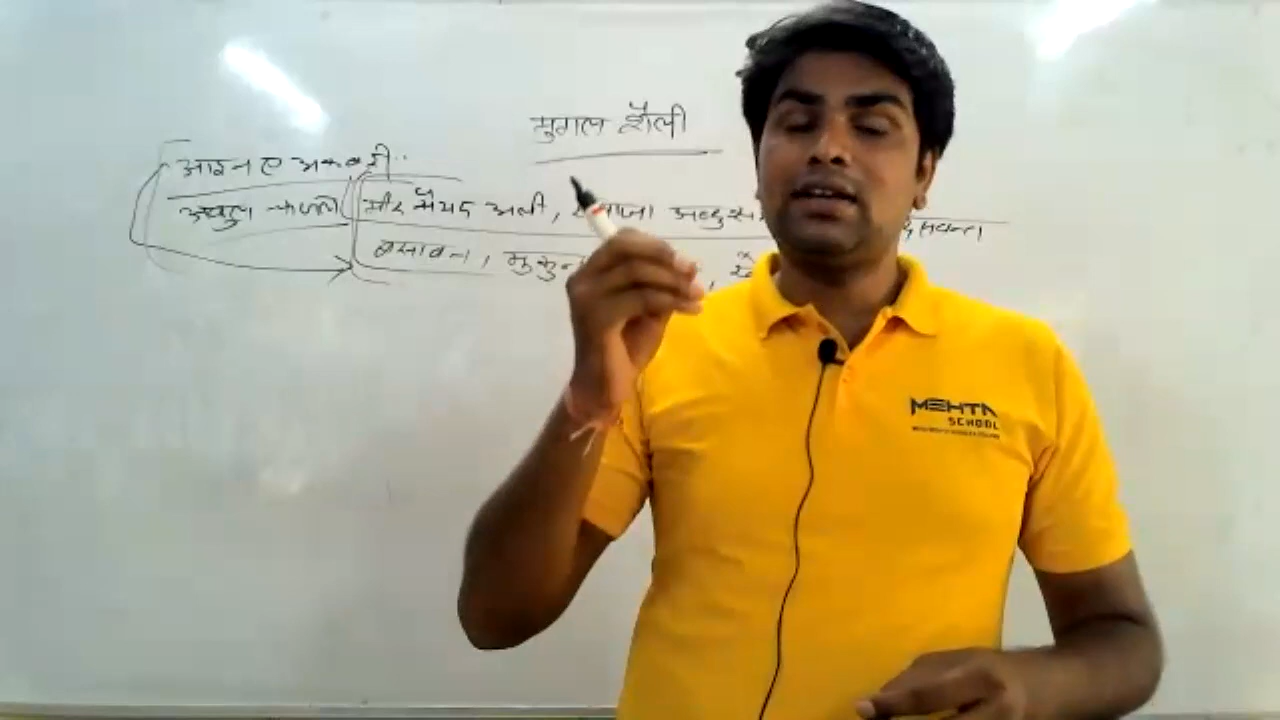 मुगल शैली
आइन ए अकबरी
अबुल फजल
मीर सैयद अली, ख्वाजा अब्दुस
बसावन, मुकु
MEHTA
SCHOOL